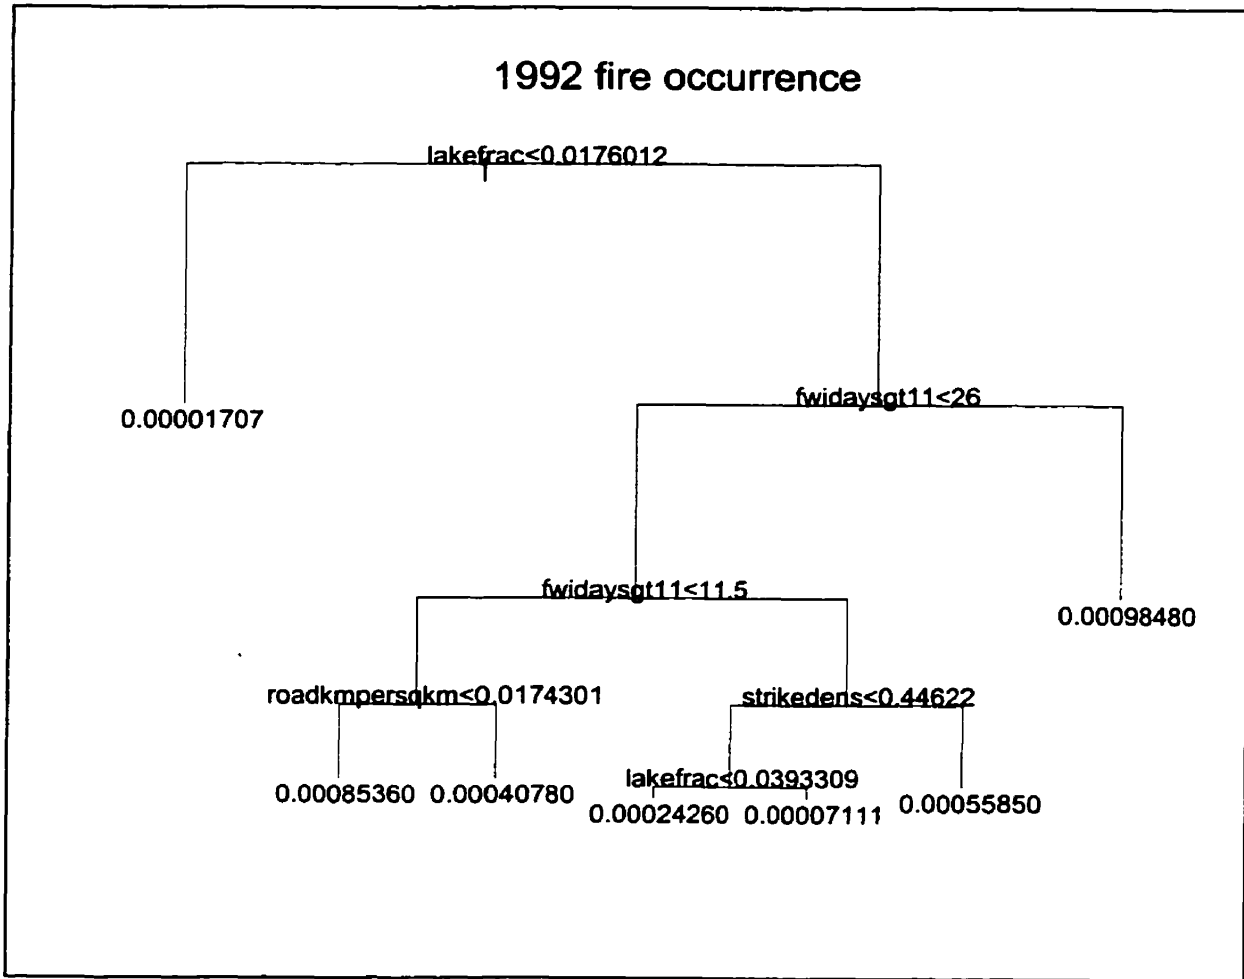 1992 fire occurrence
lakefrac<0.0176012
fwidaysgt11<26
0.00001707
fwidaysgt11<11.5
0.00098480
roadkmpersqkm<0.0174301
strikedens<0.44622
lakefrac<0.0393309
0.00085360
0.00040780
0.00055850
0.00024260
0.00007111